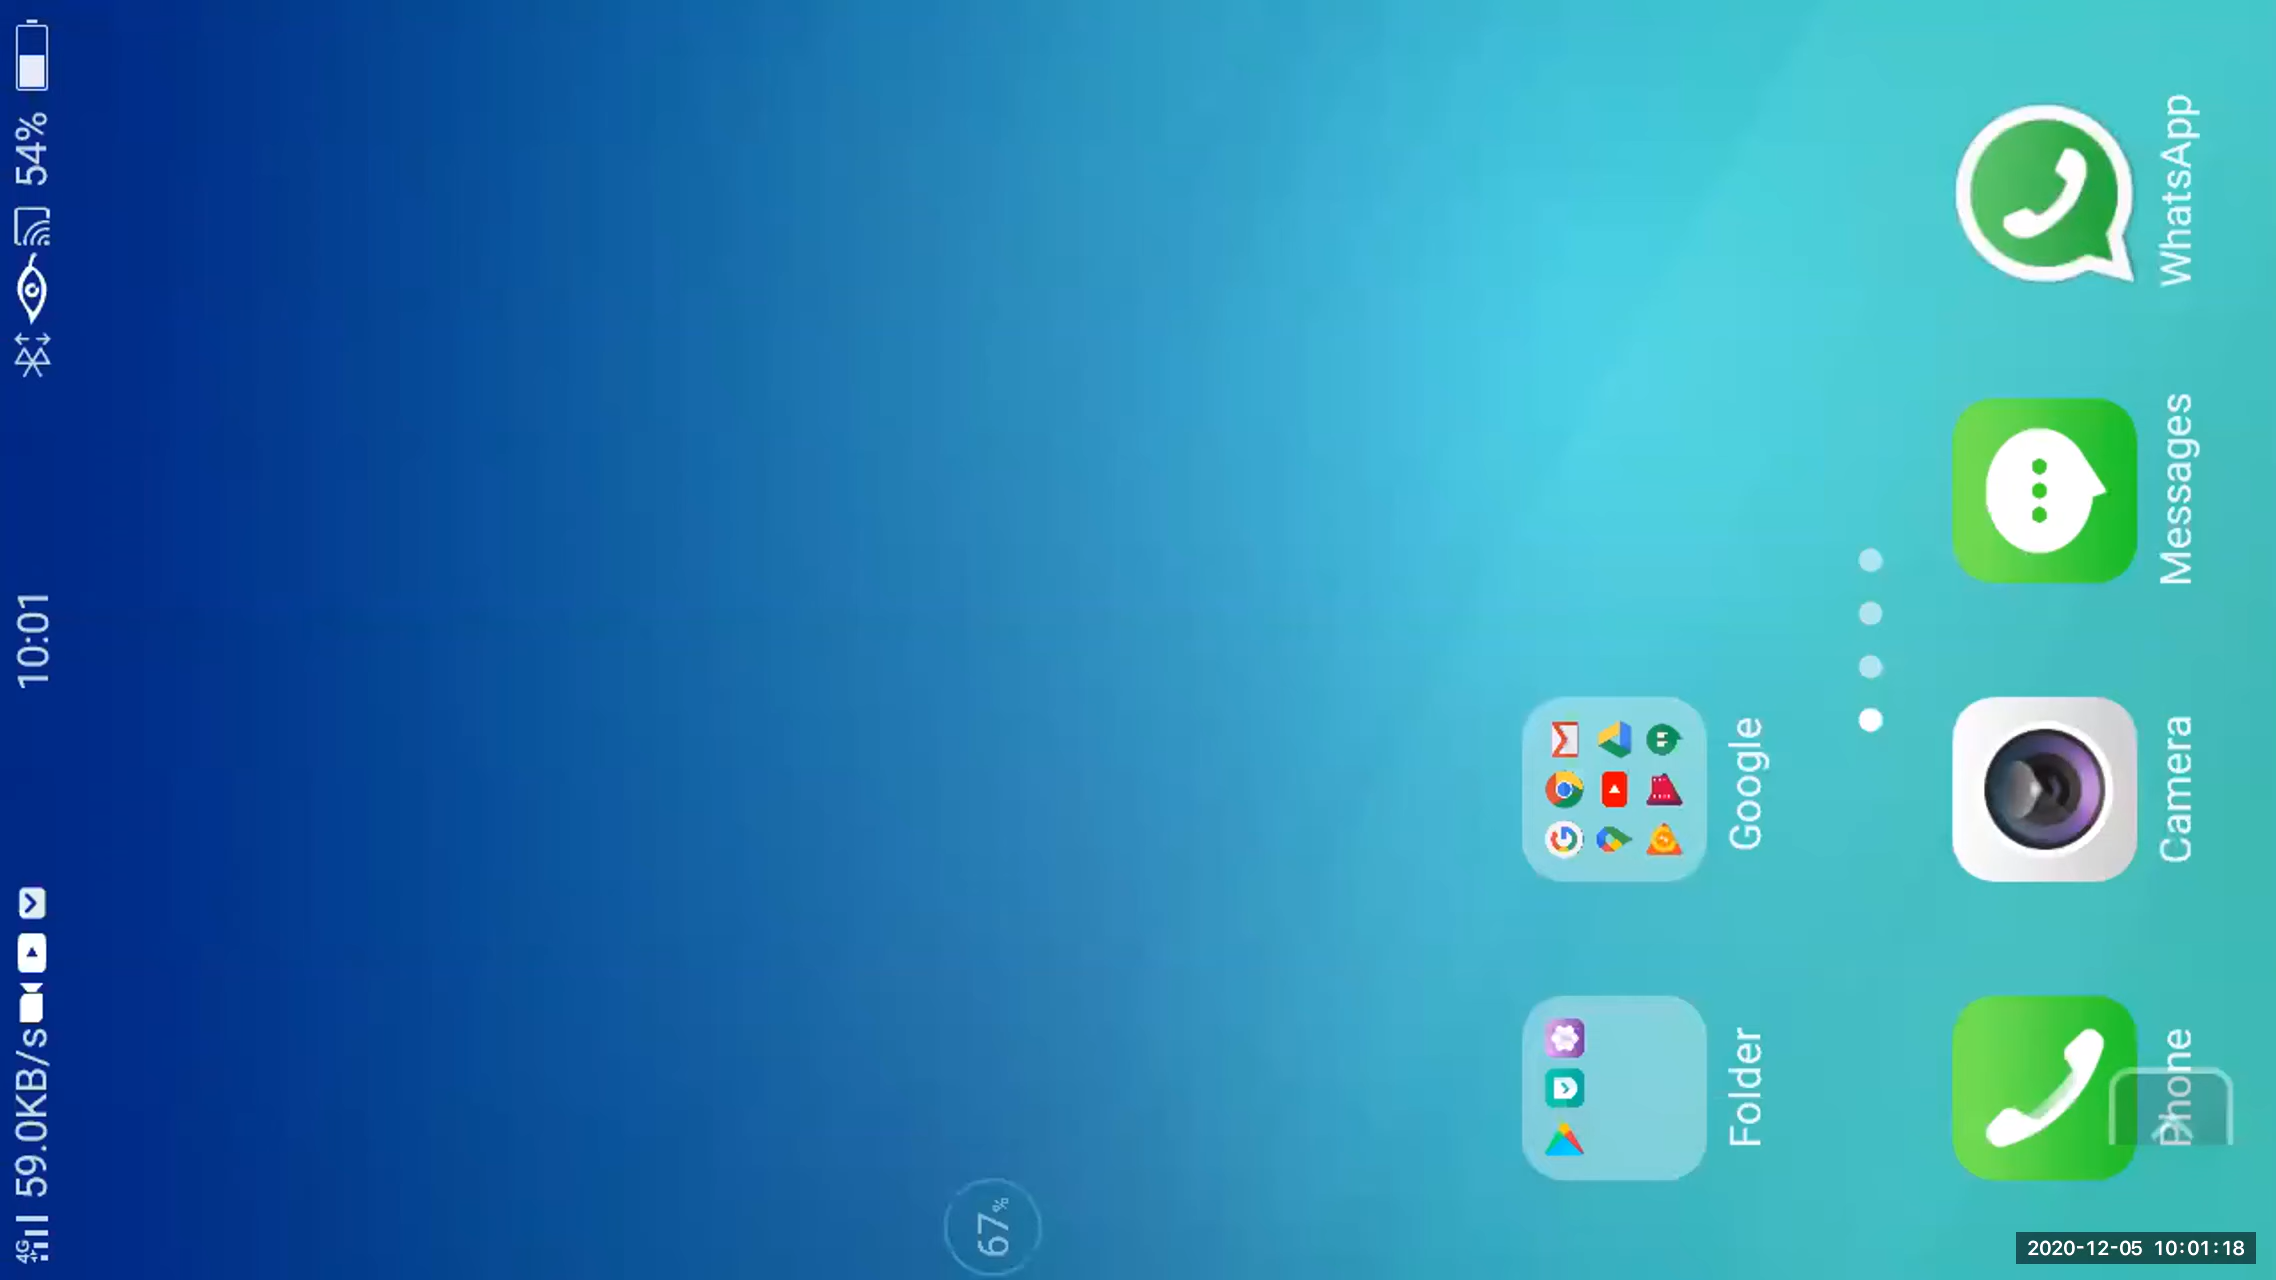 4G 59.0KB/s 10:01 54%
67%
Folder
Google
Phone
Camera
Messages
WhatsApp
2020-12-05 10:01:18